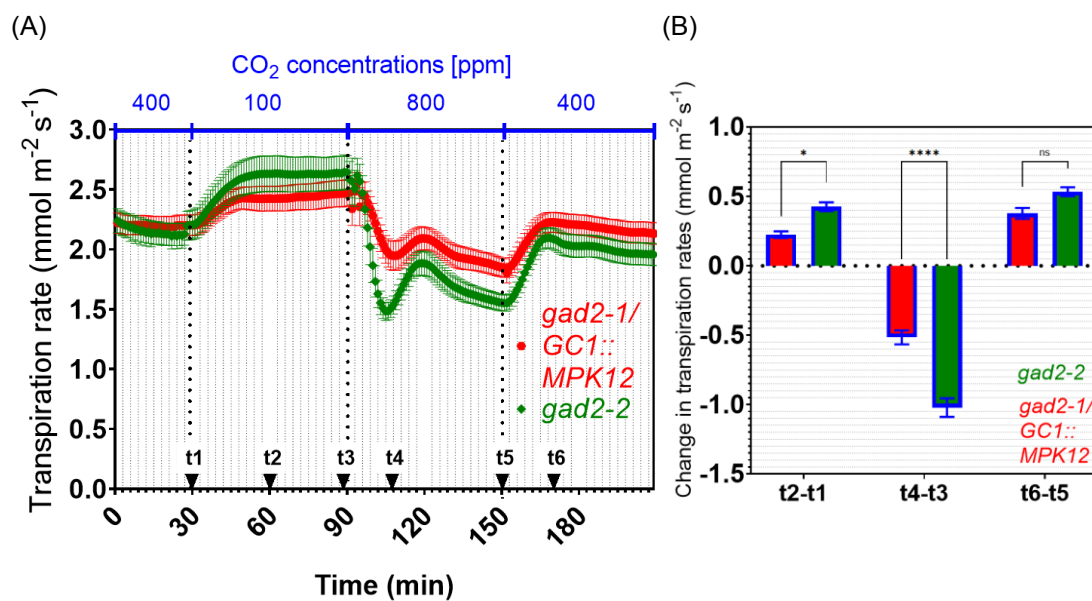 (A)
CO₂ concentrations [ppm]
400 100 800 400
Transpiration rate (mmol m⁻² s⁻¹)
3.0
2.5
2.0
1.5
1.0
0.5
0.0
gad2-1/
GC1::
MPK12
gad2-2
t1 t2 t3 t4 t5 t6
0 30 60 90 120 150 180
Time (min)
(B)
Change in transpiration rates (mmol m⁻² s⁻¹)
1.0
0.5
0.0
-0.5
-1.0
-1.5
* **** ns
gad2-2
gad2-1/
GC1::
MPK12
t2-t1 t4-t3 t6-t5